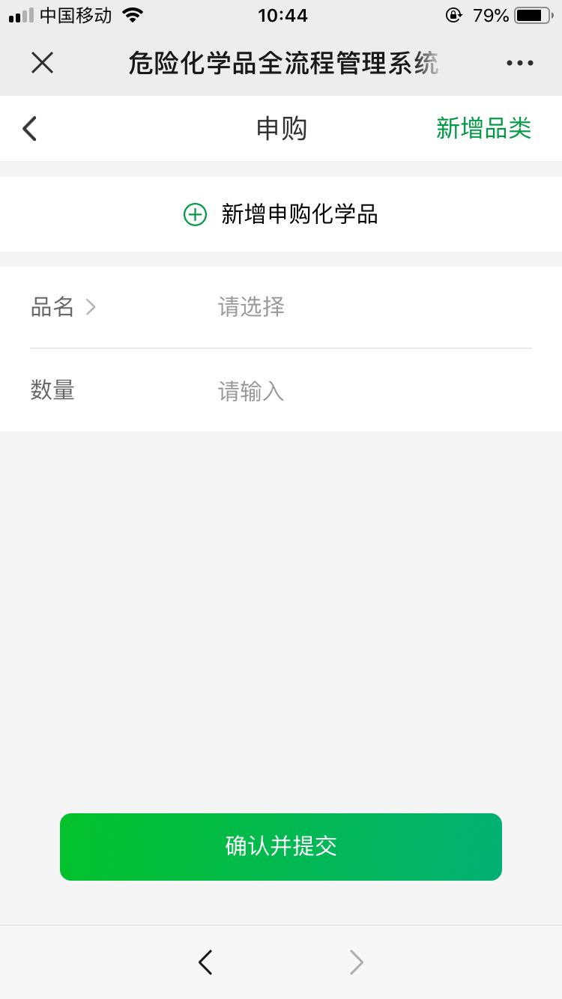 中国移动 10:44 79%
危险化学品全流程管理系统
申购 新增品类
新增申购化学品
品名 请选择
数量 请输入
确认并提交